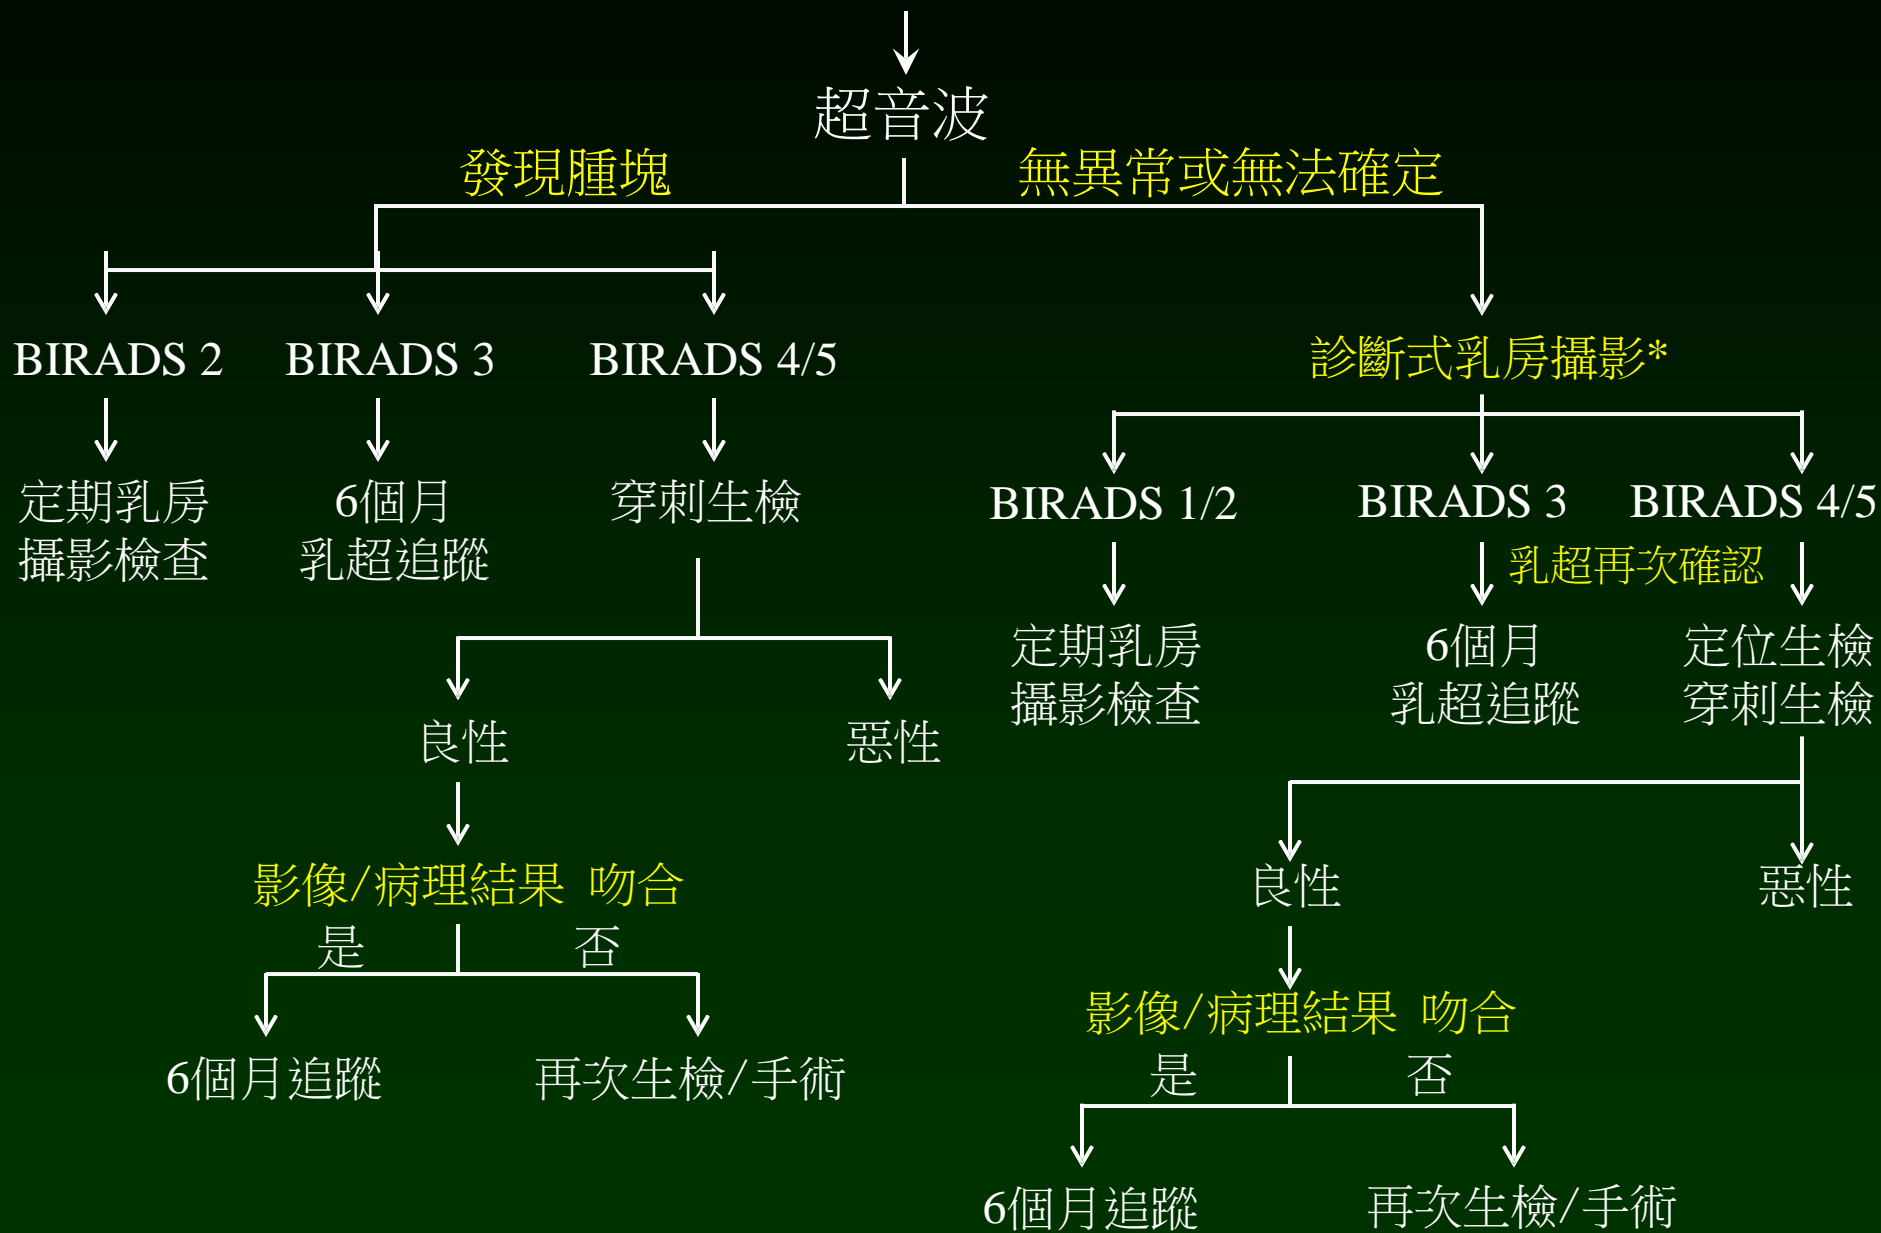 超音波
發現腫塊
無異常或無法確定
BIRADS 2
BIRADS 3
BIRADS 4/5
診斷式乳房攝影*
定期乳房
攝影檢查
6個月
乳超追蹤
穿刺生檢
BIRADS 1/2
BIRADS 3
BIRADS 4/5
乳超再次確認
定期乳房
攝影檢查
6個月
乳超追蹤
定位生檢
穿刺生檢
良性
惡性
影像/病理結果 吻合
是
否
6個月追蹤
再次生檢/手術
良性
惡性
影像/病理結果 吻合
是
否
6個月追蹤
再次生檢/手術